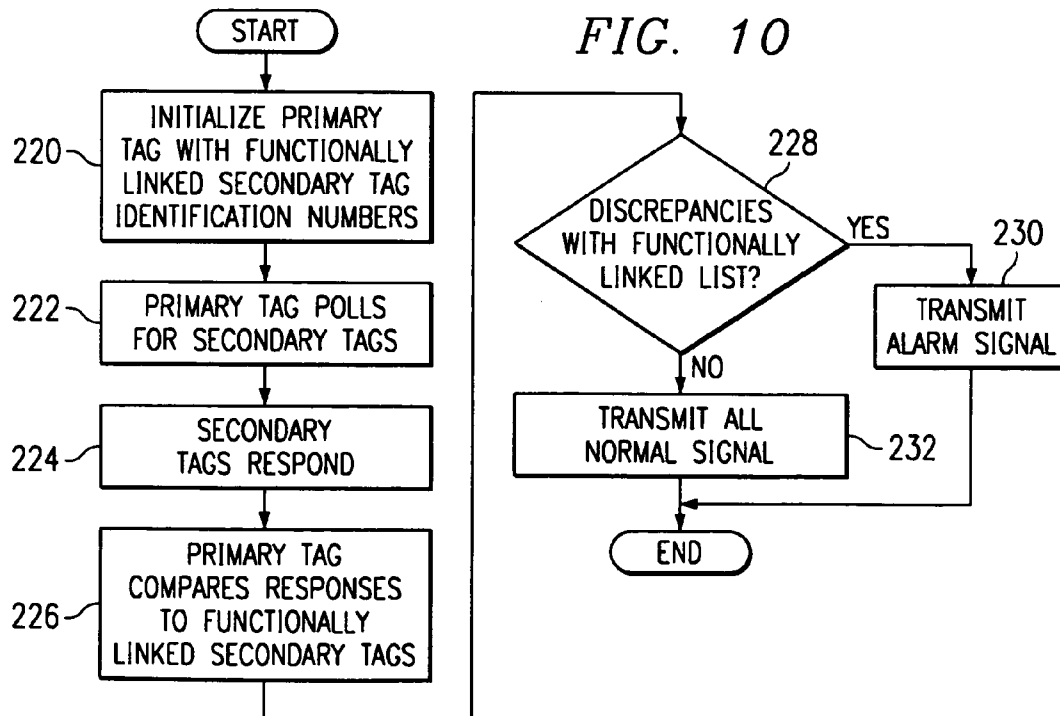 FIG. 10
START
220
INITIALIZE PRIMARY
TAG WITH FUNCTIONALLY
LINKED SECONDARY TAG
IDENTIFICATION NUMBERS
222
PRIMARY TAG POLLS
FOR SECONDARY TAGS
224
SECONDARY
TAGS RESPOND
226
PRIMARY TAG
COMPARES RESPONSES
TO FUNCTIONALLY
LINKED SECONDARY TAGS
228
DISCREPANCIES
WITH FUNCTIONALLY
LINKED LIST?
YES
230
TRANSMIT
ALARM SIGNAL
NO
TRANSMIT ALL
NORMAL SIGNAL
232
END